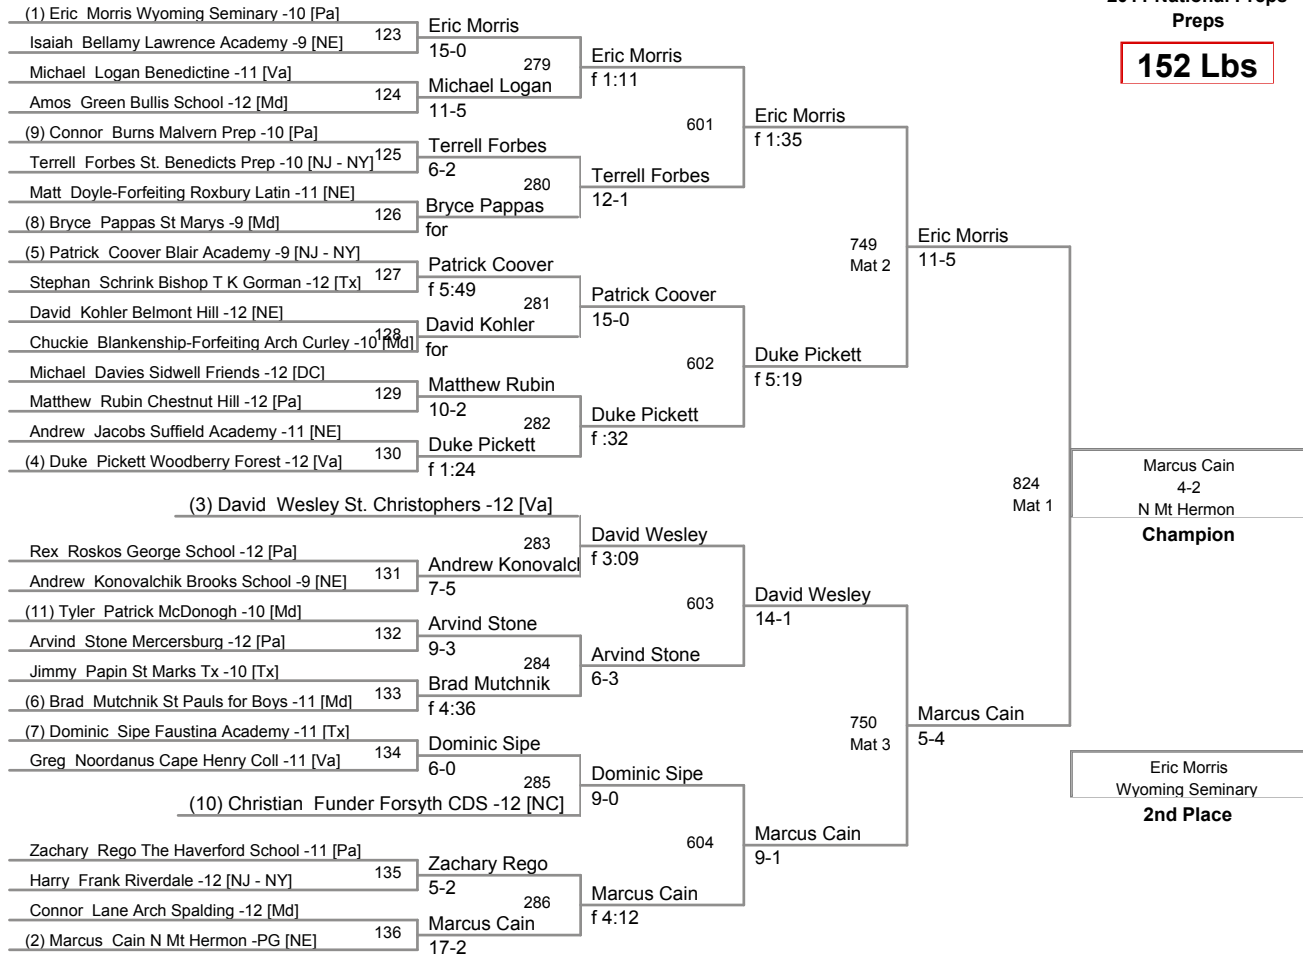 2011 National Preps
Preps
152 Lbs
(1) Eric Morris Wyoming Seminary -10 [Pa]
123
Isaiah Bellamy Lawrence Academy -9 [NE]
Eric Morris
15-0
279
Michael Logan Benedictine -11 [Va]
124
Amos Green Bullis School -12 [Md]
Michael Logan
11-5
Eric Morris
f 1:11
601
(9) Connor Burns Malvern Prep -10 [Pa]
125
Terrell Forbes St. Benedicts Prep -10 [NJ - NY]
Terrell Forbes
6-2
280
Matt Doyle-Forfeiting Roxbury Latin -11 [NE]
126
(8) Bryce Pappas St Marys -9 [Md]
Bryce Pappas
for
Terrell Forbes
12-1
Eric Morris
f 1:35
749
Mat 2
(5) Patrick Coover Blair Academy -9 [NJ - NY]
127
Stephan Schrink Bishop T K Gorman -12 [Tx]
Patrick Coover
f 5:49
281
David Kohler Belmont Hill -12 [NE]
128
Chuckie Blankenship-Forfeiting Arch Curley -10 [Md]
David Kohler
for
Patrick Coover
15-0
602
Michael Davies Sidwell Friends -12 [DC]
129
Matthew Rubin Chestnut Hill -12 [Pa]
Matthew Rubin
10-2
282
Andrew Jacobs Suffield Academy -11 [NE]
130
(4) Duke Pickett Woodberry Forest -12 [Va]
Duke Pickett
f 1:24
Duke Pickett
f :32
Duke Pickett
f 5:19
Eric Morris
11-5
824
Mat 1
(3) David Wesley St. Christophers -12 [Va]
283
Rex Roskos George School -12 [Pa]
131
Andrew Konovalchik Brooks School -9 [NE]
Andrew Konovalcl
7-5
David Wesley
f 3:09
603
(11) Tyler Patrick McDonogh -10 [Md]
132
Arvind Stone Mercersburg -12 [Pa]
Arvind Stone
9-3
284
Jimmy Papin St Marks Tx -10 [Tx]
133
(6) Brad Mutchnik St Pauls for Boys -11 [Md]
Brad Mutchnik
f 4:36
Arvind Stone
6-3
David Wesley
14-1
750
Mat 3
(7) Dominic Sipe Faustina Academy -11 [Tx]
134
Greg Noordanus Cape Henry Coll -11 [Va]
Dominic Sipe
6-0
285
(10) Christian Funder Forsyth CDS -12 [NC]
Dominic Sipe
9-0
604
Zachary Rego The Haverford School -11 [Pa]
135
Harry Frank Riverdale -12 [NJ - NY]
Zachary Rego
5-2
286
Connor Lane Arch Spalding -12 [Md]
136
(2) Marcus Cain N Mt Hermon -PG [NE]
Marcus Cain
17-2
Marcus Cain
f 4:12
Marcus Cain
9-1
Marcus Cain
5-4
Marcus Cain
4-2
N Mt Hermon
Champion
Eric Morris
Wyoming Seminary
2nd Place